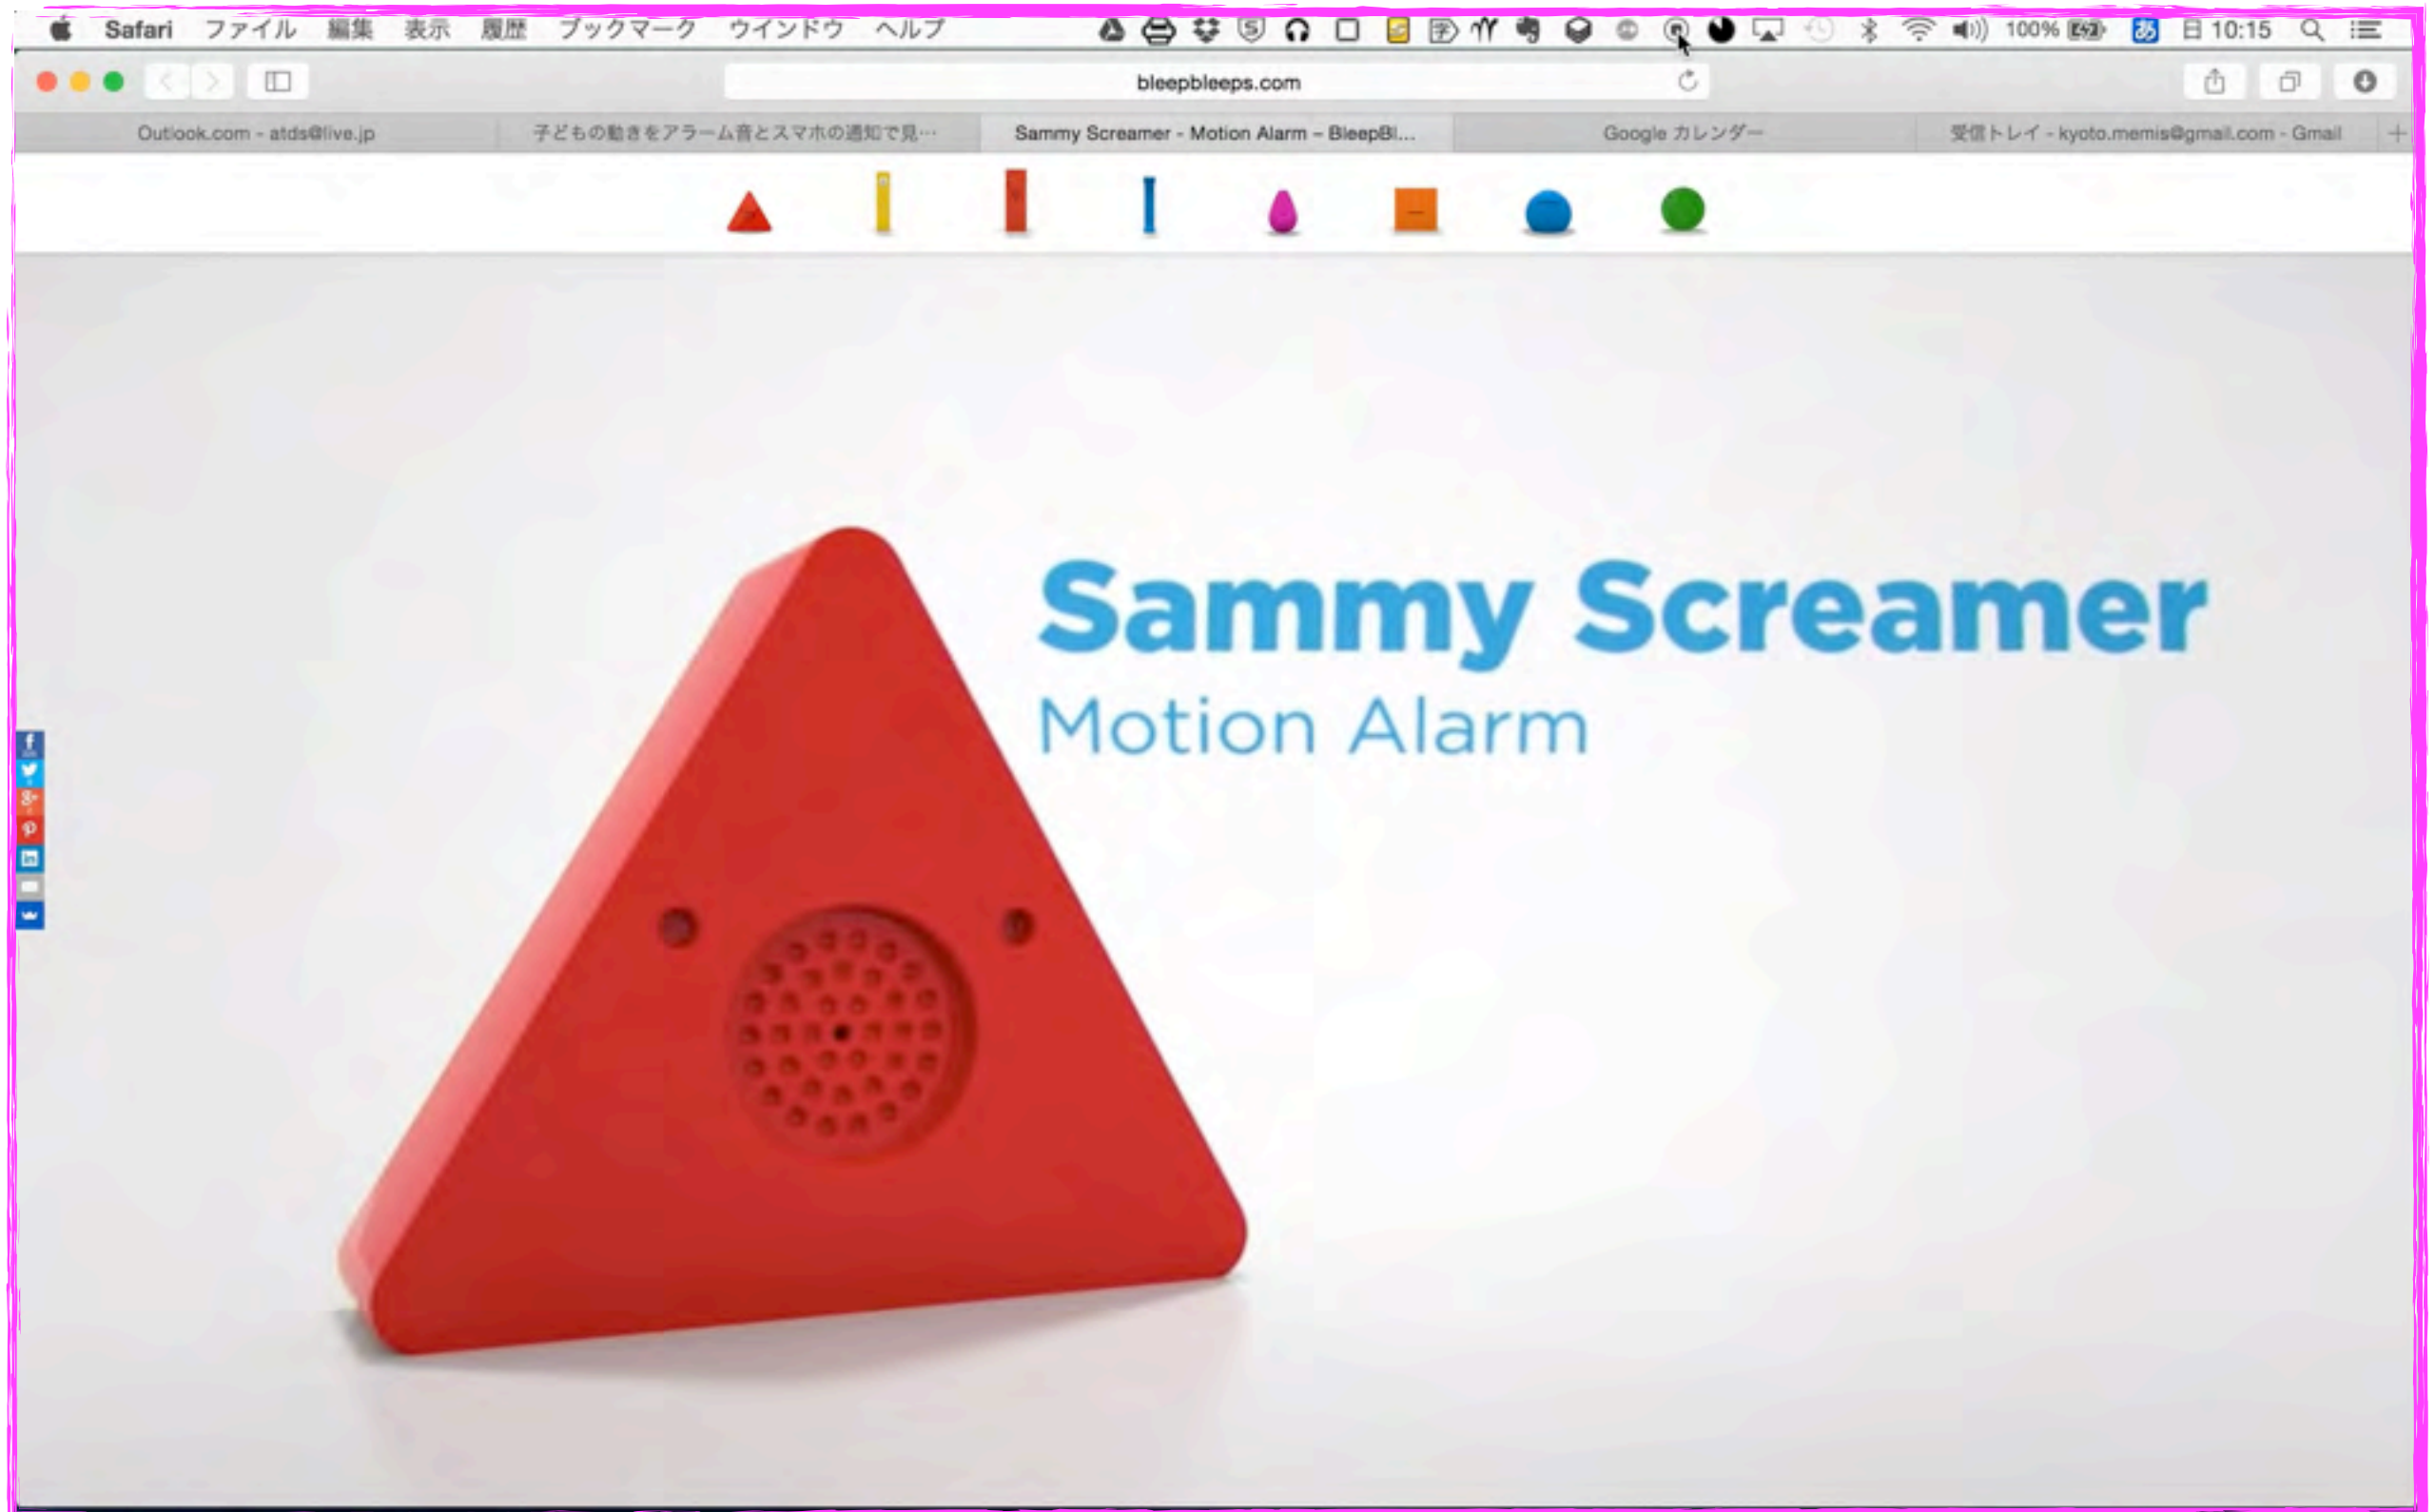 Safari ファイル 編集 表示 履歴 ブックマーク ウインドウ ヘルプ 100% あ 日 10:15
bleepbleeps.com
Outlook.com - atds@live.jp 子どもの動きをアラーム音とスマホの通知で見… Sammy Screamer - Motion Alarm – BleepBl... Google カレンダー 受信トレイ - kyoto.memis@gmail.com - Gmail
Sammy Screamer
Motion Alarm